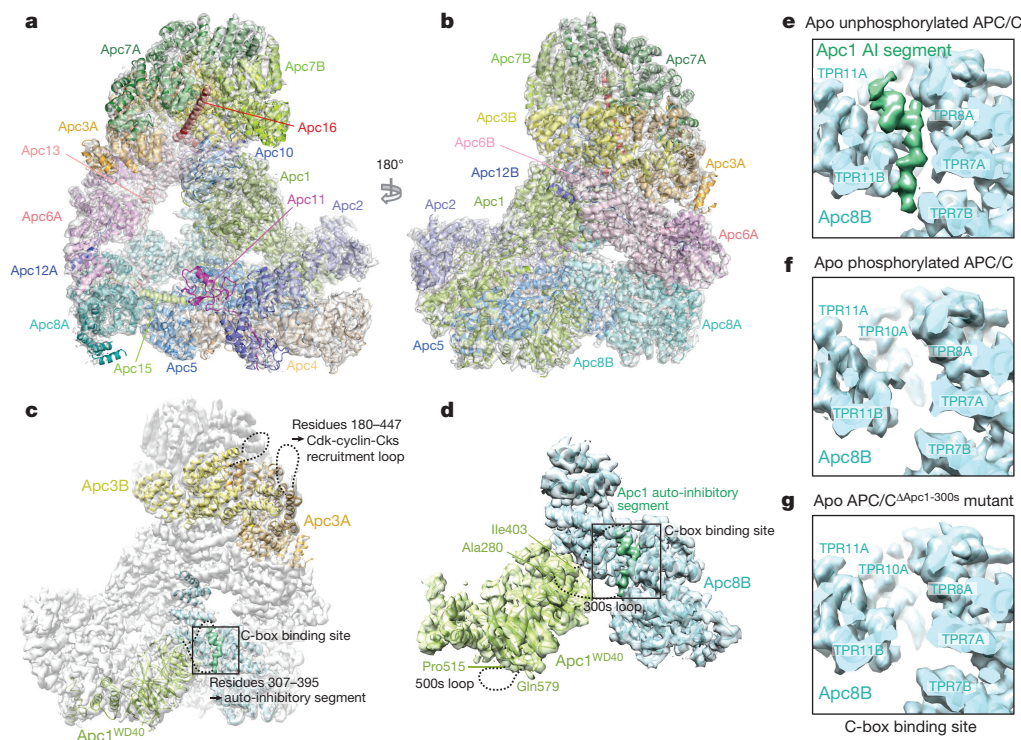 a
Apc7A
Apc7B
Apc3A
Apc16
Apc13
Apc10
Apc1
Apc11
Apc2
Apc6A
Apc12A
Apc8A
Apc15
Apc5
Apc4
180°
b
Apc7B
Apc7A
Apc3B
Apc6B
Apc3A
Apc12B
Apc2
Apc1
Apc6A
Apc8A
Apc5
Apc8B
c
Residues 180–447
Cdk-cyclin-Cks
recruitment loop
Apc3B
Apc3A
C-box binding site
Residues 307–395
auto-inhibitory segment
Apc1WD40
d
Apc1 auto-inhibitory
segment
Ile403
C-box binding site
Ala280
Apc8B
300s loop
Pro515
Apc1WD40
500s loop
Gln579
e Apo unphosphorylated APC/C
Apc1 AI segment
TPR11A
TPR8A
TPR7A
TPR11B
TPR7B
Apc8B
f Apo phosphorylated APC/C
TPR11A
TPR10A
TPR8A
TPR7A
TPR11B
TPR7B
Apc8B
g Apo APC/CΔApc1-300s mutant
TPR11A
TPR10A
TPR8A
TPR7A
TPR11B
TPR7B
Apc8B
C-box binding site